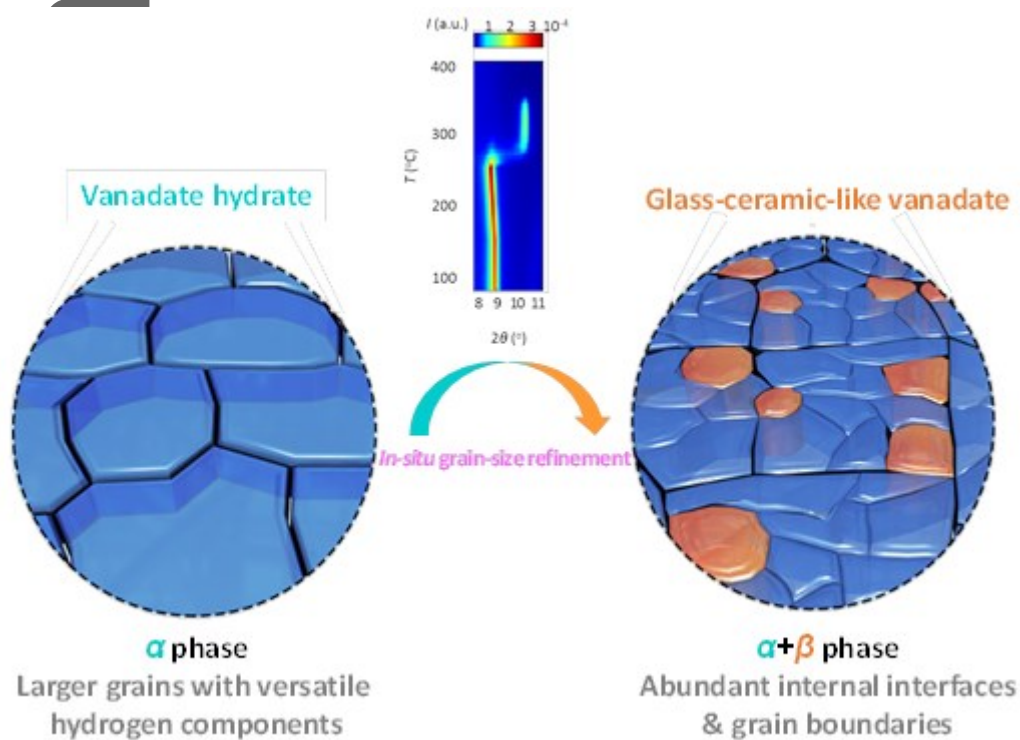 I (a.u.) 1 2 3 10⁻⁴
400
300
T (°C)
200
100
8 9 10 11
2θ (°)
Vanadate hydrate
Glass-ceramic-like vanadate
In-situ grain-size refinement
α phase
Larger grains with versatile
hydrogen components
α+β phase
Abundant internal interfaces
& grain boundaries